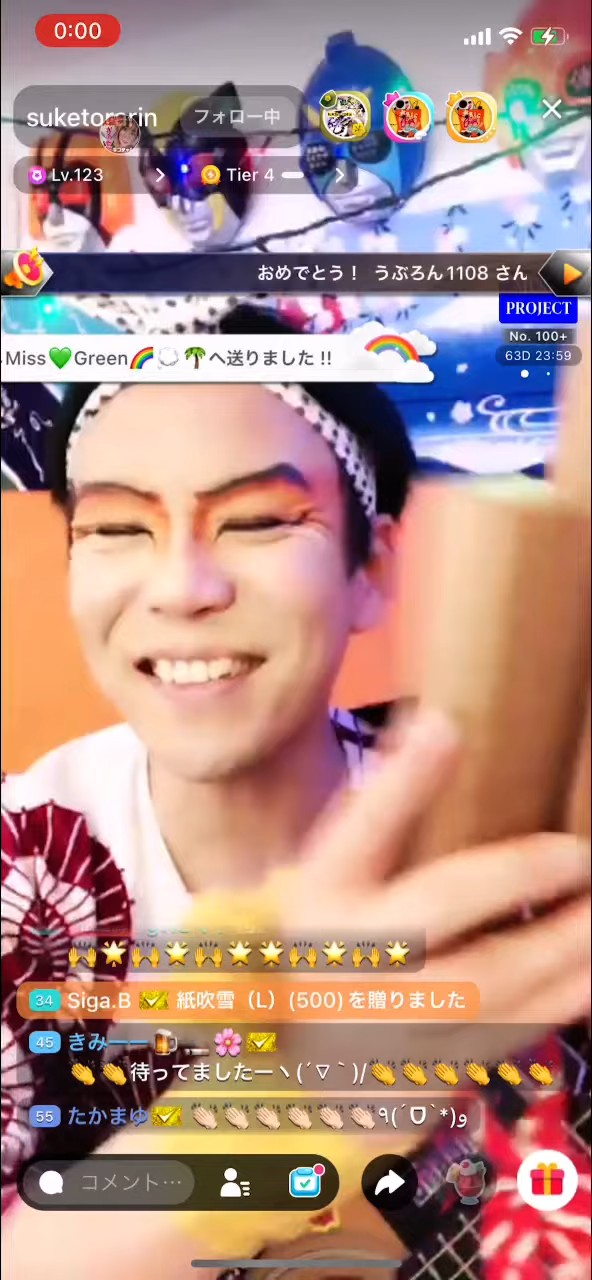 0:00
suketororin
フォロー中
Lv.123
Tier 4
おめでとう！ うぶろん1108 さん
PROJECT
No. 100+
63D 23:59
Miss💚Green🌈💭🌴へ送りました !!
🙌🌟🙌🌟🙌🌟🌟🙌🌟🙌🌟
34 Siga.B 紙吹雪（L）(500)を贈りました
45 きみーー🍺🚬🌸
👏👏待ってましたーヽ(´▽｀)/👏👏👏👏👏👏
55 たかまゆ 👏🏻👏🏻👏🏻👏🏻👏🏻👏🏻٩(ˊᗜˋ*)و
コメント…